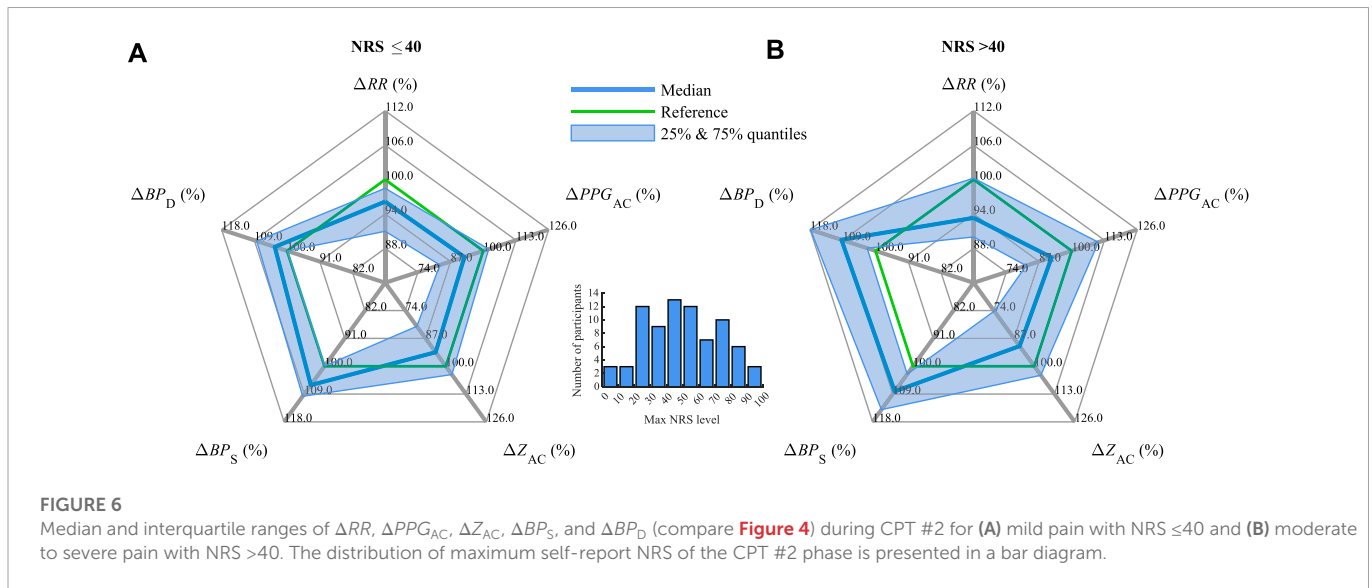 A
NRS ≤ 40
B
NRS >40
ΔRR (%)
112.0
106.0
100.0
94.0
88.0
ΔPPG_AC (%)
126.0
113.0
100.0
87.0
74.0
ΔZ_AC (%)
126.0
113.0
100.0
87.0
74.0
ΔBP_S (%)
118.0
109.0
100.0
91.0
82.0
ΔBP_D (%)
118.0
109.0
100.0
91.0
82.0
Median
Reference
25% & 75% quantiles
Number of participants
14
12
10
8
6
4
2
0
0 10 20 30 40 50 60 70 80 90 100
Max NRS level
ΔRR (%)
112.0
106.0
100.0
94.0
88.0
ΔPPG_AC (%)
126.0
113.0
100.0
87.0
74.0
ΔZ_AC (%)
126.0
113.0
100.0
87.0
74.0
ΔBP_S (%)
118.0
109.0
100.0
91.0
82.0
ΔBP_D (%)
118.0
109.0
100.0
91.0
82.0
FIGURE 6
Median and interquartile ranges of ΔRR, ΔPPG_AC, ΔZ_AC, ΔBP_S, and ΔBP_D (compare Figure 4) during CPT #2 for (A) mild pain with NRS ≤40 and (B) moderate
to severe pain with NRS >40. The distribution of maximum self-report NRS of the CPT #2 phase is presented in a bar diagram.